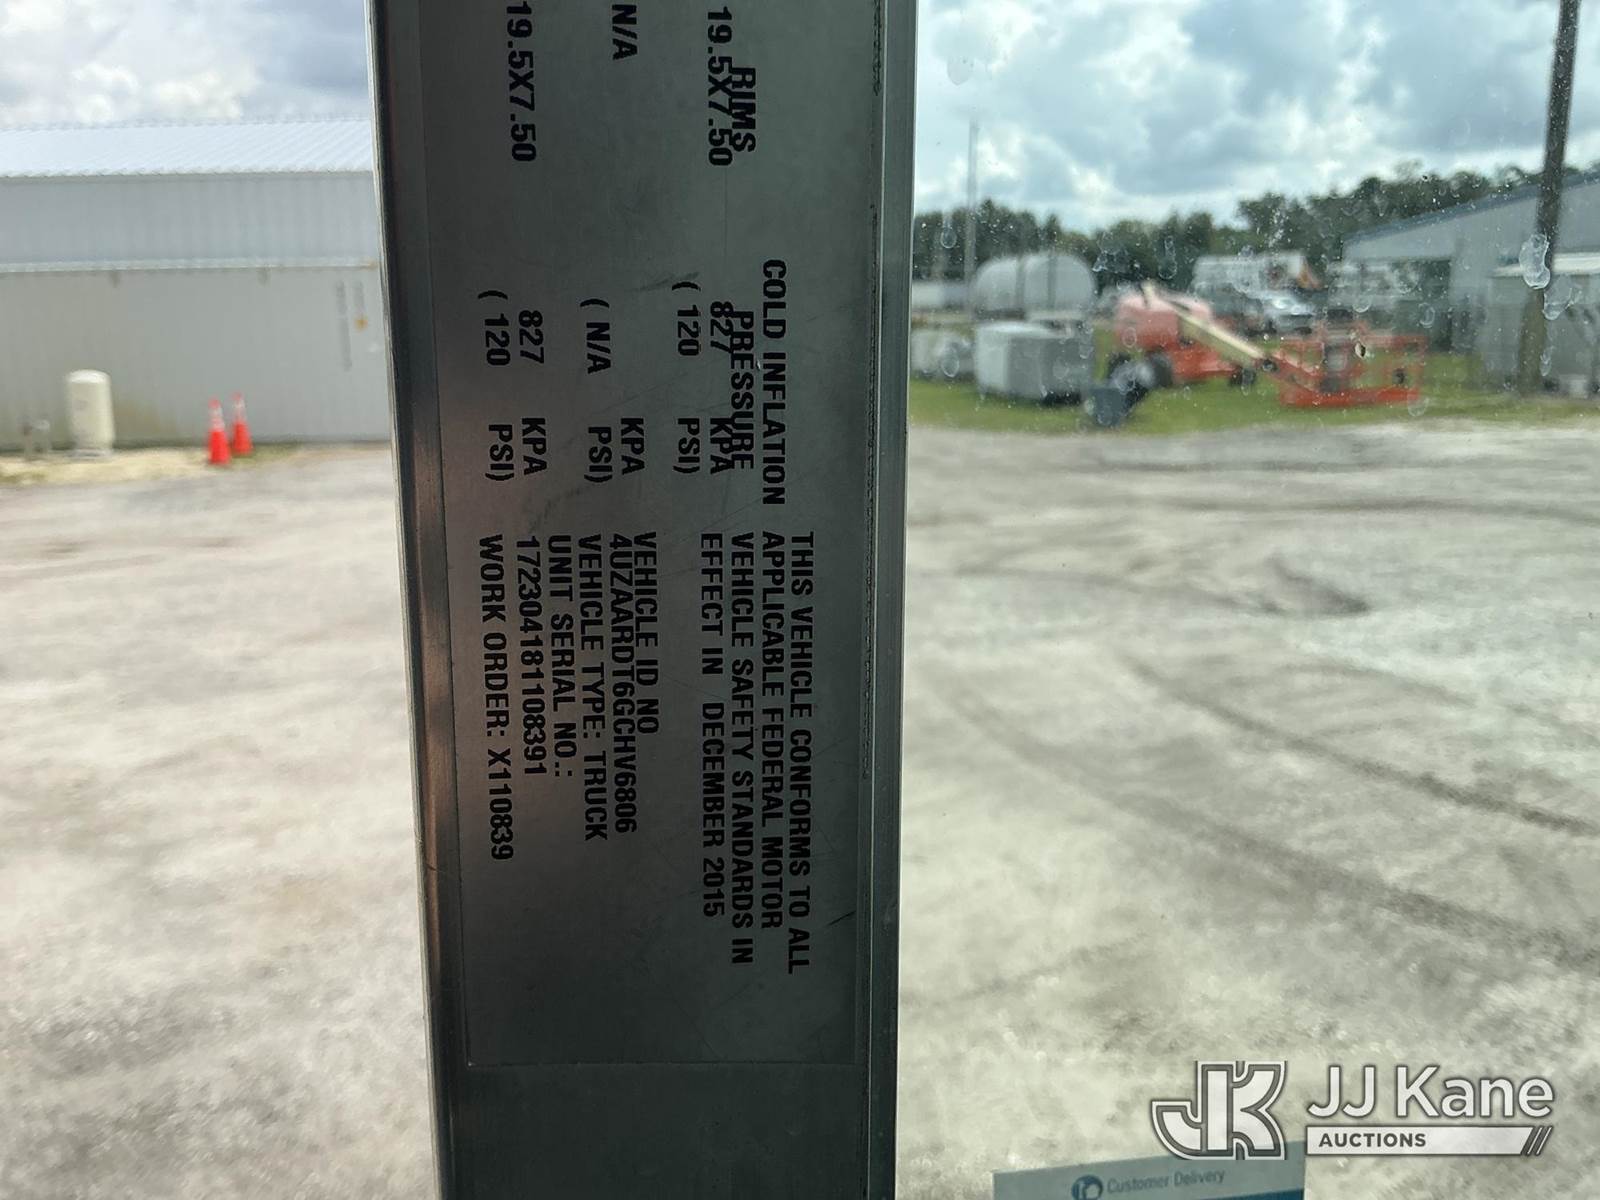 RIMS
19.5X7.50
N/A
19.5X7.50
COLD INFLATION
PRESSURE
827 KPA
( 120 PSI)
KPA
( N/A PSI)
827 KPA
( 120 PSI)
THIS VEHICLE CONFORMS TO ALL
APPLICABLE FEDERAL MOTOR
VEHICLE SAFETY STANDARDS IN
EFFECT IN DECEMBER 2015
VEHICLE ID NO
4UZAARDT6GCHV6806
VEHICLE TYPE: TRUCK
UNIT SERIAL NO.:
172304181108391
WORK ORDER: X110839
JK
JJ Kane
AUCTIONS
Customer Delivery